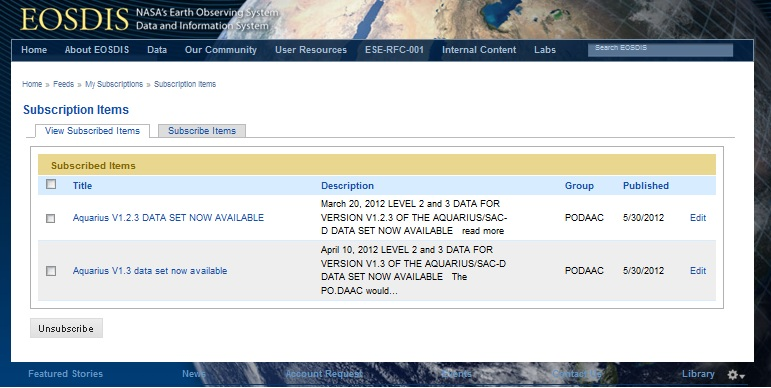 EOSDIS NASA's Earth Observing System
Data and Information System
Home About EOSDIS Data Our Community User Resources ESE-RFC-001 Internal Content Labs Search EOSDIS
Home » Feeds » My Subscriptions » Subscription Items
Subscription Items
View Subscribed Items Subscribe Items
Subscribed Items
Title Description Group Published
Aquarius V1.2.3 DATA SET NOW AVAILABLE
March 20, 2012 LEVEL 2 and 3 DATA FOR
VERSION V1.2.3 OF THE AQUARIUS/SAC-
D DATA SET NOW AVAILABLE read more
PODAAC 5/30/2012 Edit
Aquarius V1.3 data set now available
April 10, 2012 LEVEL 2 and 3 DATA FOR
VERSION V1.3 OF THE AQUARIUS/SAC-D
DATA SET NOW AVAILABLE The
PO.DAAC would...
PODAAC 5/30/2012 Edit
Unsubscribe
Featured Stories News Account Request Events Contact Us Library